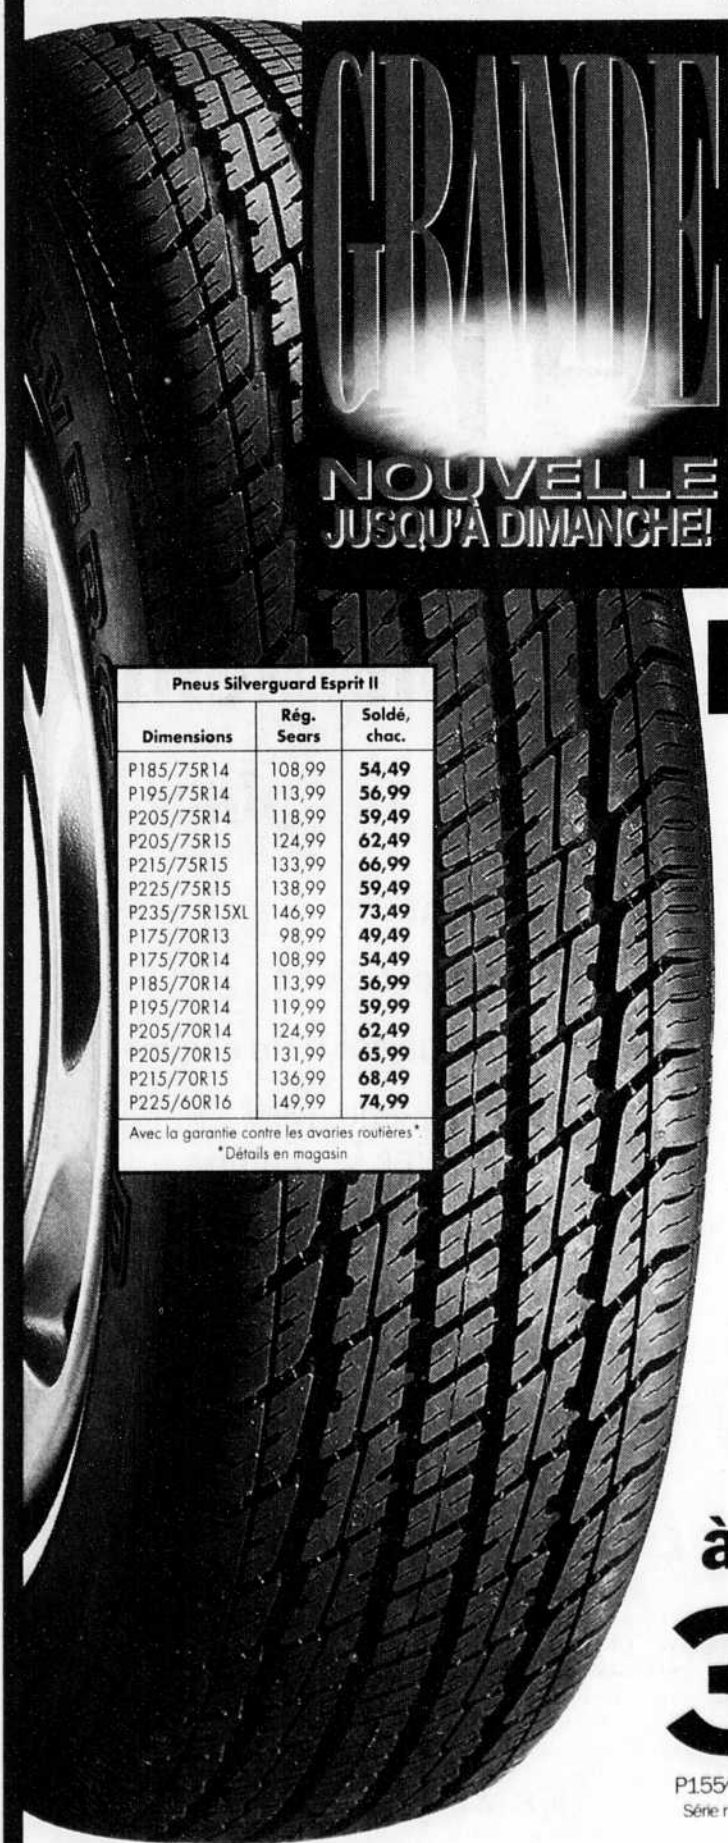 GRANDE
NOUVELLE
JUSQU'À DIMANCHE!
Pneus Silverguard Esprit II
Dimensions Rég. Sears Soldé, chac.
P185/75R14 108,99 54,49
P195/75R14 113,99 56,99
P205/75R14 118,99 59,49
P205/75R15 124,99 62,49
P215/75R15 133,99 66,99
P225/75R15 138,99 59,49
P235/75R15XL 146,99 73,49
P175/70R13 98,99 49,49
P175/70R14 108,99 54,49
P185/70R14 113,99 56,99
P195/70R14 119,99 59,99
P205/70R14 124,99 62,49
P205/70R15 131,99 65,99
P215/70R15 136,99 68,49
P225/60R16 149,99 74,99
Avec la garantie contre les avaries routières*.
*Détails en magasin
à
3
P155
Série